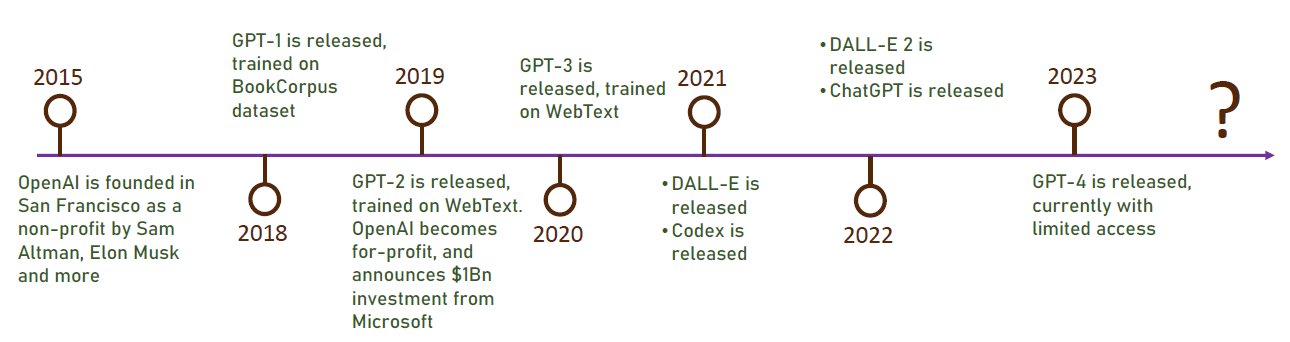 2015
OpenAI is founded in
San Francisco as a
non-profit by Sam
Altman, Elon Musk
and more
GPT-1 is released,
trained on
BookCorpus
dataset
2018
2019
GPT-2 is released,
trained on WebText.
OpenAI becomes
for-profit, and
announces $1Bn
investment from
Microsoft
GPT-3 is
released, trained
on WebText
2020
2021
• DALL-E is
released
• Codex is
released
• DALL-E 2 is
released
• ChatGPT is released
2022
2023
GPT-4 is released,
currently with
limited access
?